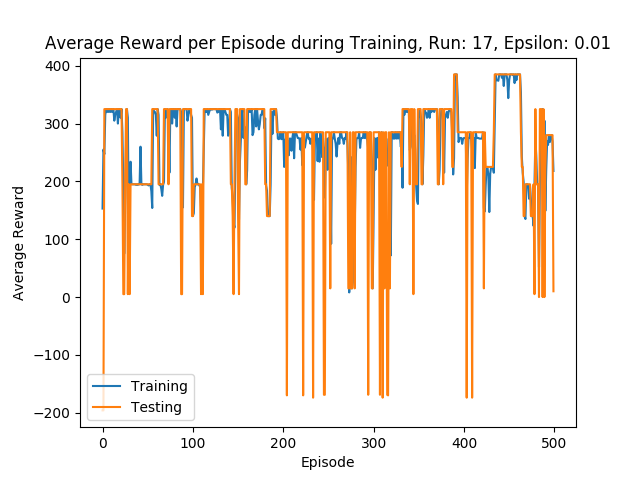 Average Reward per Episode during Training, Run: 17, Epsilon: 0.01
400
300
200
100
0
−100
−200
Average Reward
Training
Testing
0
100
200
300
400
500
Episode